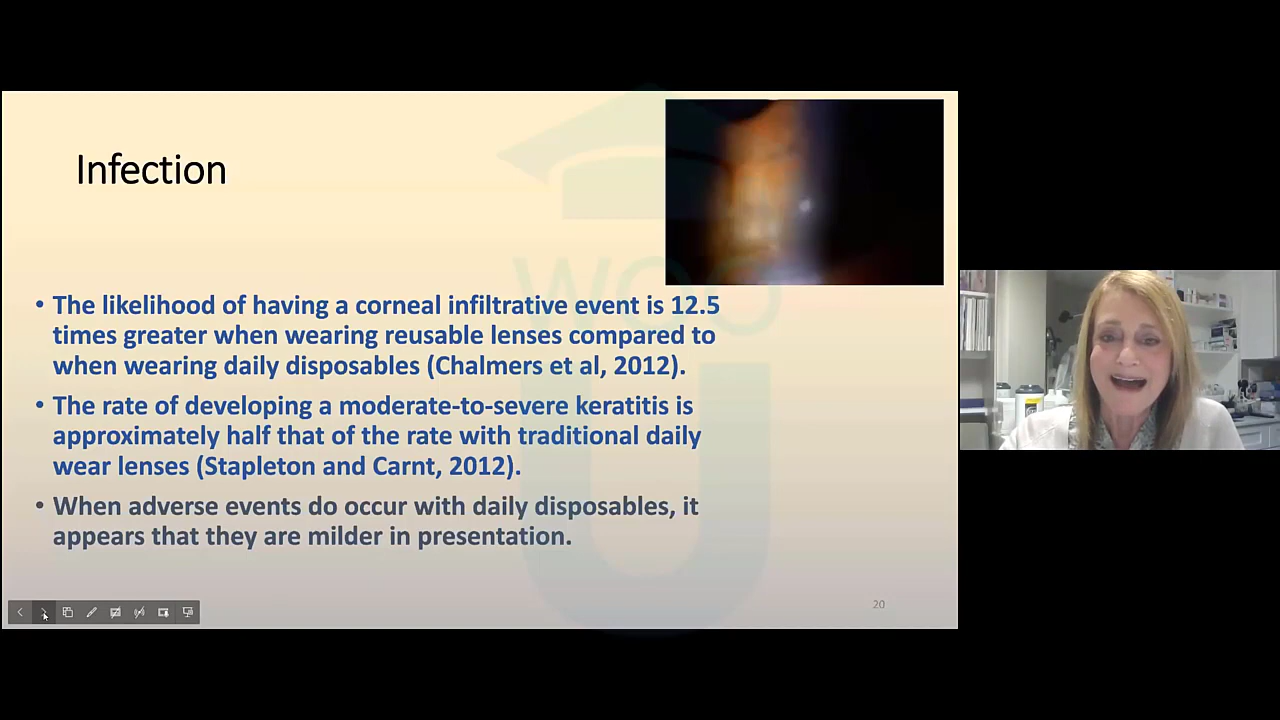 Infection
• The likelihood of having a corneal infiltrative event is 12.5
times greater when wearing reusable lenses compared to
when wearing daily disposables (Chalmers et al, 2012).
• The rate of developing a moderate-to-severe keratitis is
approximately half that of the rate with traditional daily
wear lenses (Stapleton and Carnt, 2012).
• When adverse events do occur with daily disposables, it
appears that they are milder in presentation.
20
WOO
U